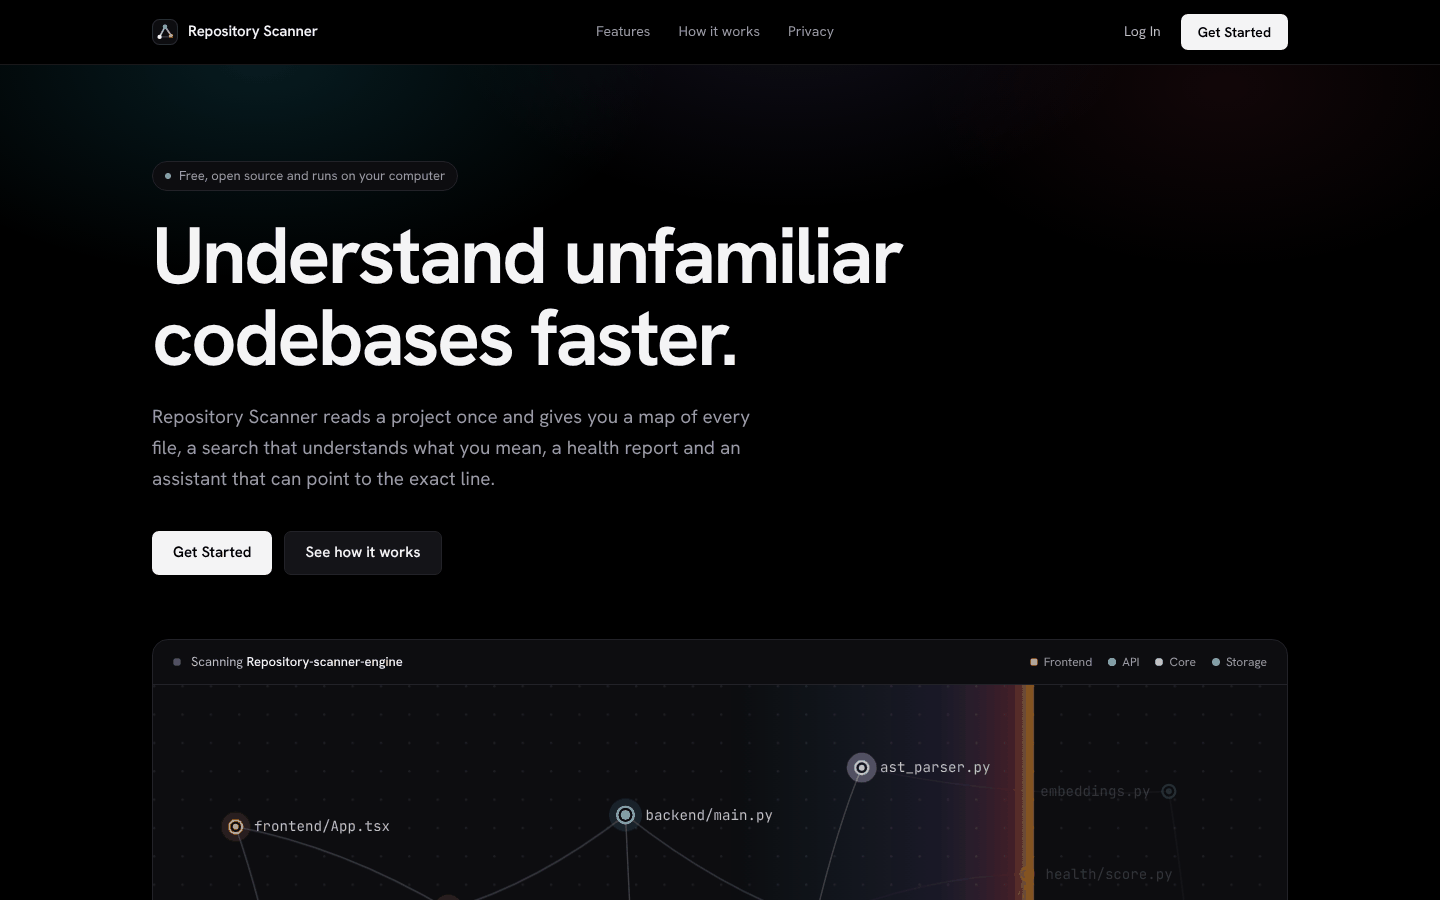 Repository Scanner
Features
How it works
Privacy
Log In
Get Started
Free, open source and runs on your computer
Understand unfamiliar
codebases faster.
Repository Scanner reads a project once and gives you a map of every
file, a search that understands what you mean, a health report and an
assistant that can point to the exact line.
Get Started
See how it works
Scanning Repository-scanner-engine
Frontend
API
Core
Storage
ast_parser.py
embeddings.py
backend/main.py
frontend/App.tsx
health/score.py